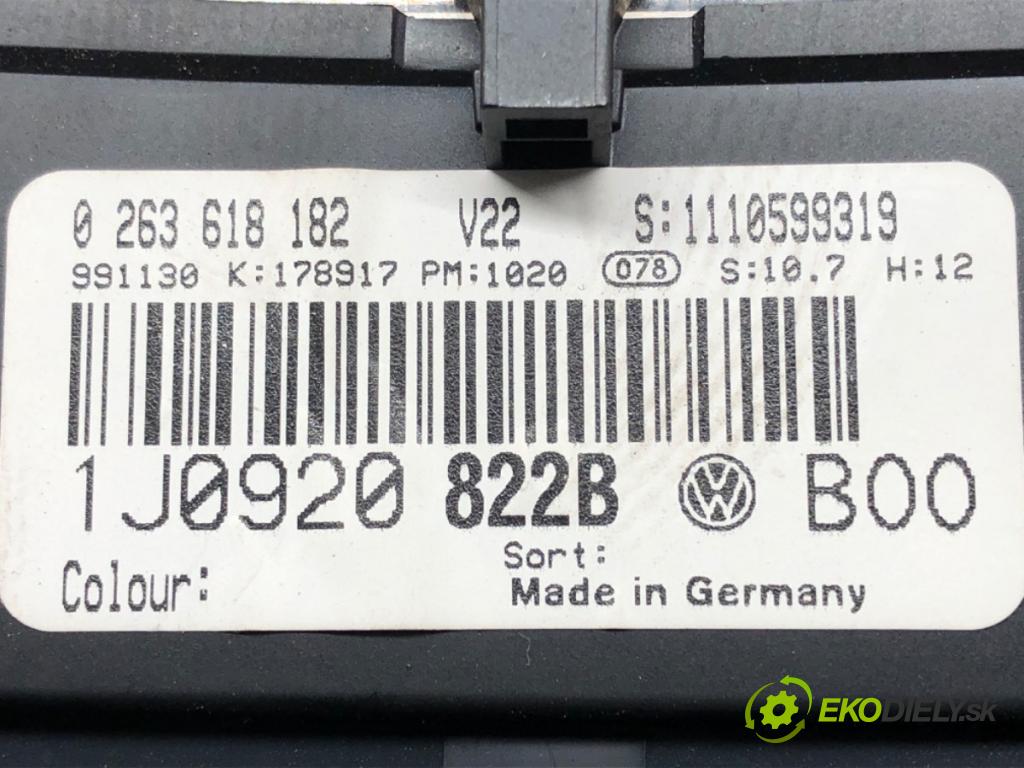 0 263 618 182 V22 S:1110599319
991130 K:178917 PM:1020 078 S:10.7 H:12
1J0920 822B VW B00
Sort:
Colour: Made in Germany
EKODIELY.sk